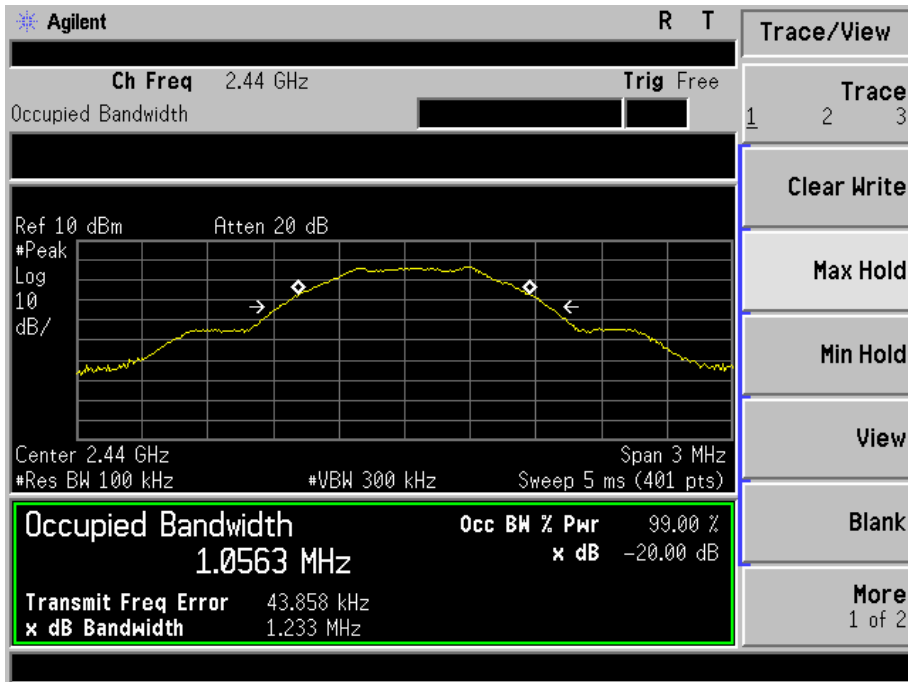 Agilent
R T
Trace/View
Ch Freq 2.44 GHz
Trig Free
Occupied Bandwidth
Trace
1 2 3
Clear Write
Max Hold
Min Hold
View
Blank
More
1 of 2
Ref 10 dBm
Atten 20 dB
#Peak
Log
10
dB/
Center 2.44 GHz
Span 3 MHz
#Res BW 100 kHz
#VBW 300 kHz
Sweep 5 ms (401 pts)
Occupied Bandwidth
1.0563 MHz
Occ BW % Pwr 99.00 %
x dB -20.00 dB
Transmit Freq Error 43.858 kHz
x dB Bandwidth 1.233 MHz